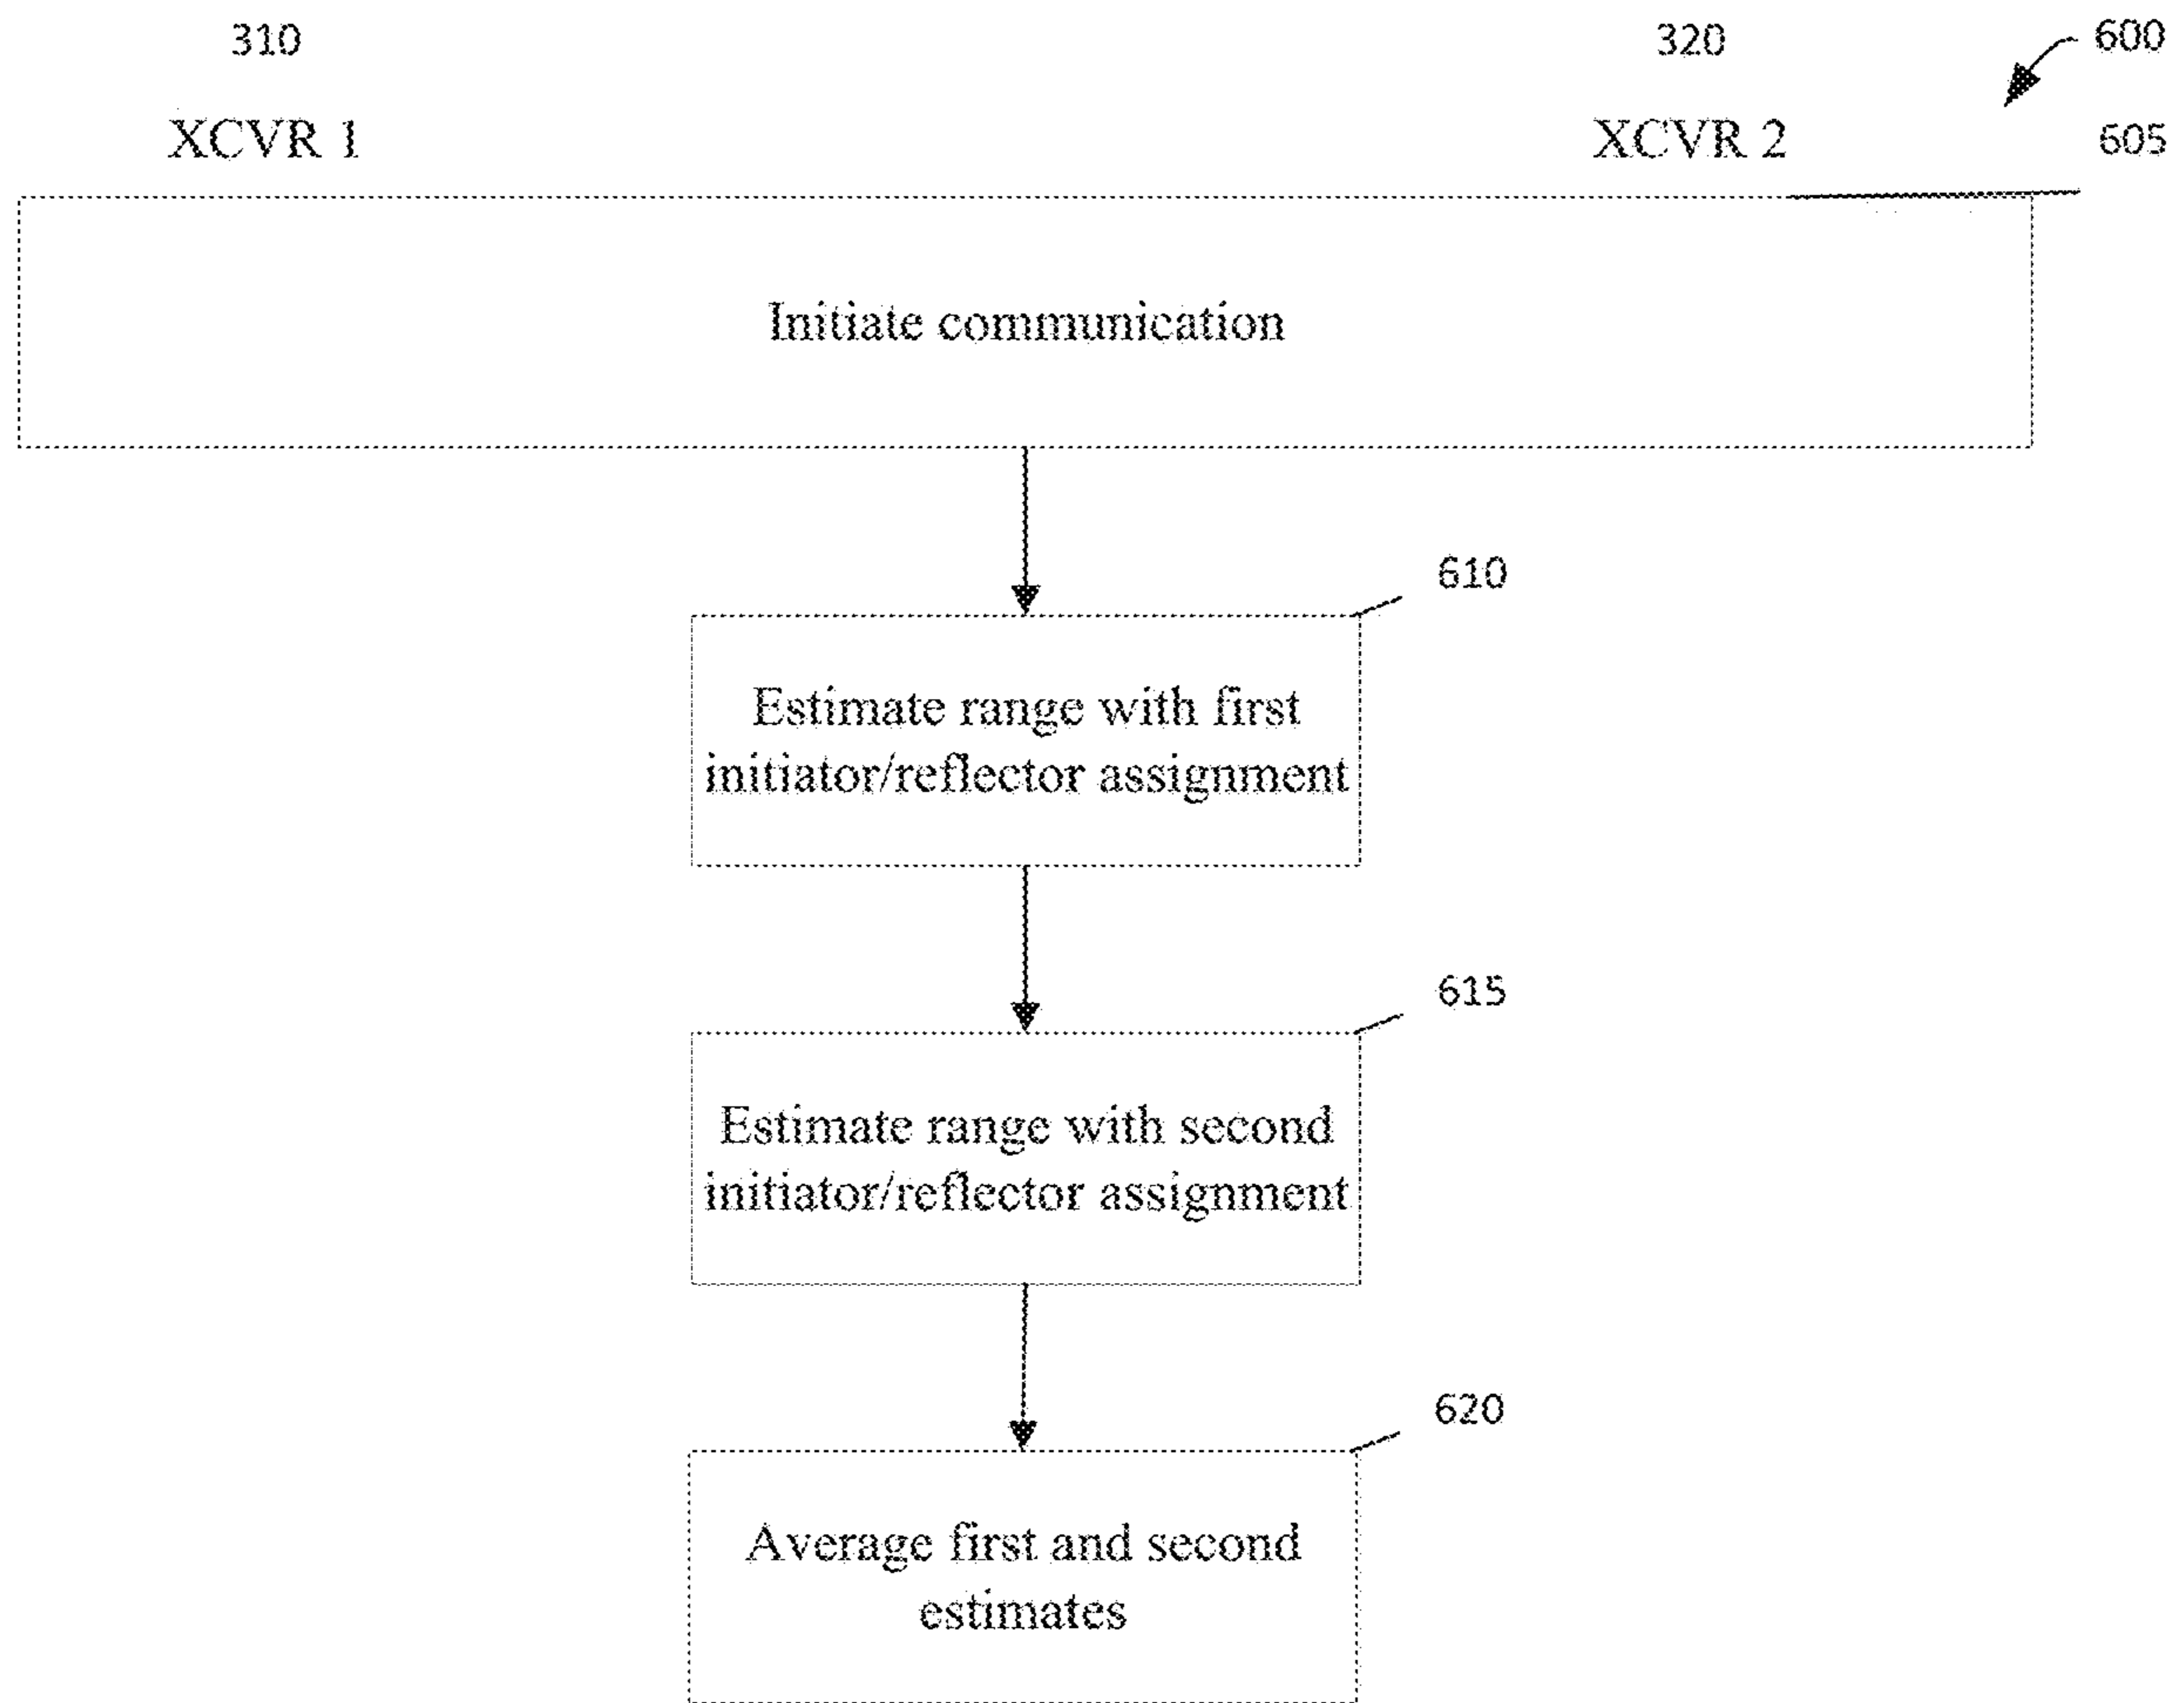 310
320
600
XCVR 1
XCVR 2
605
Initiate communication
610
Estimate range with first
initiator/reflector assignment
615
Estimate range with second
initiator/reflector assignment
620
Average first and second
estimates